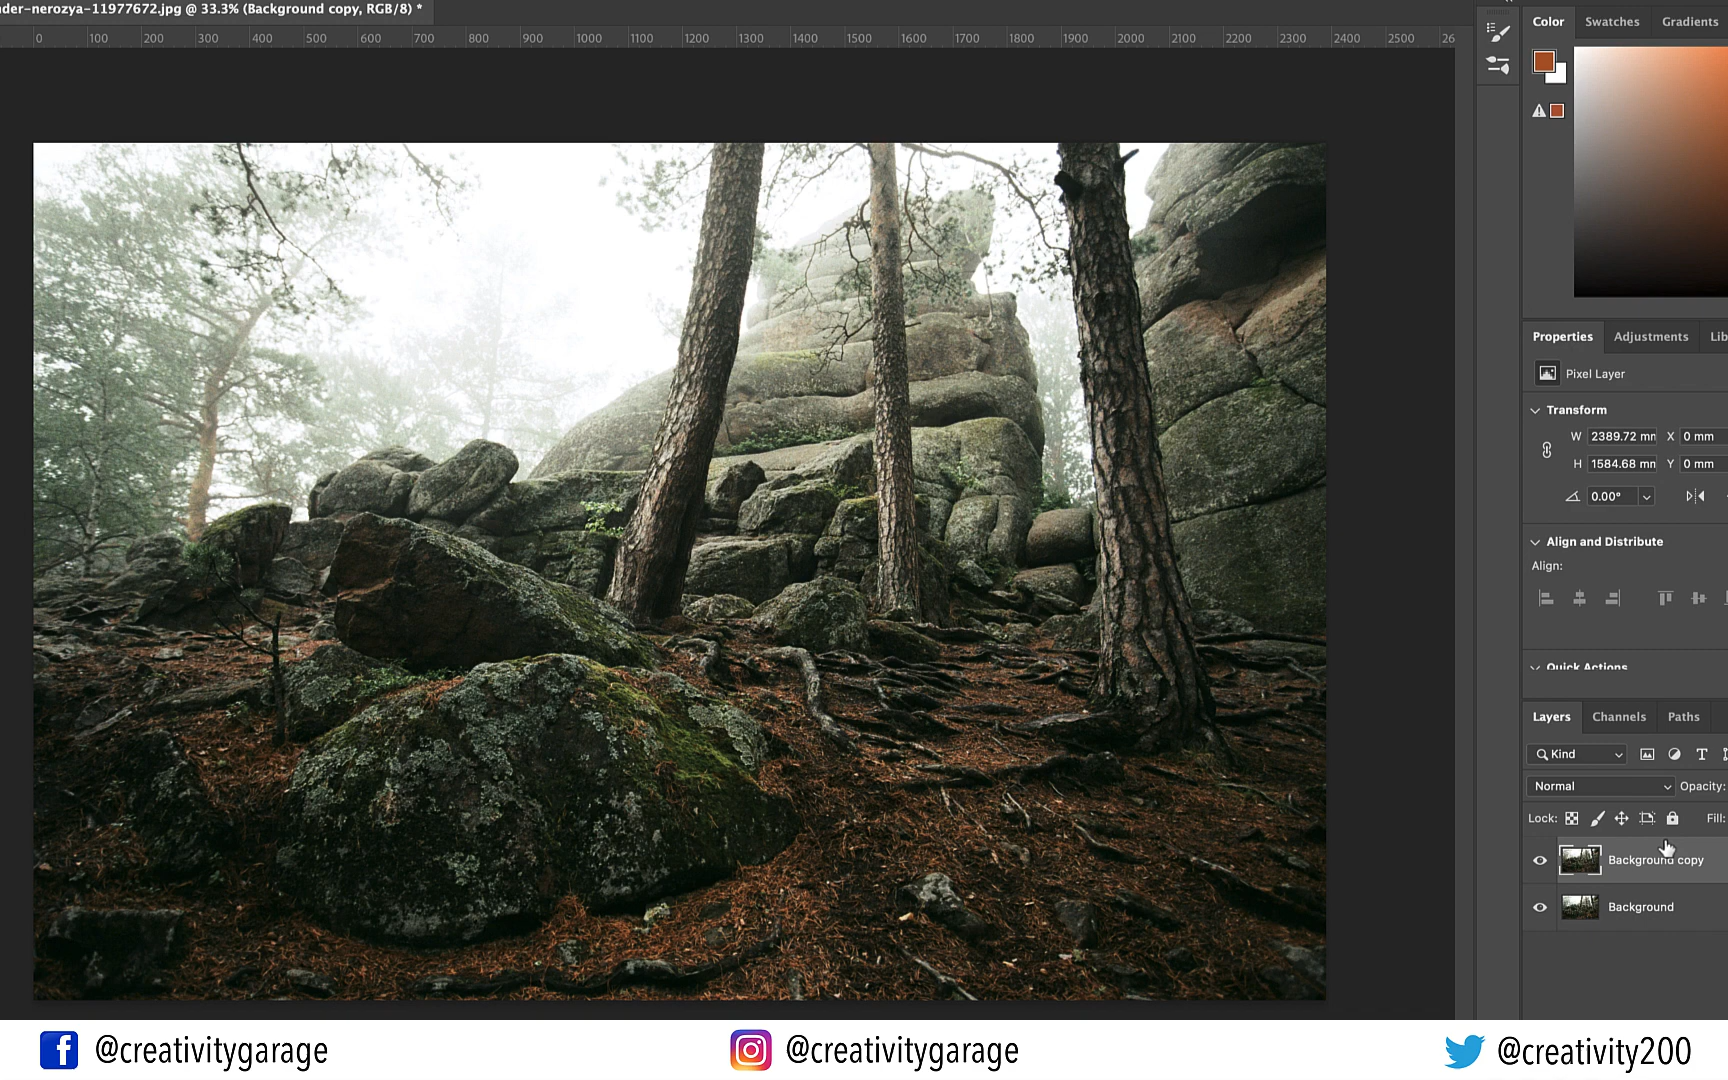 nder-nerozya-11977672.jpg @ 33.3% (Background copy, RGB/8) *
0 100 200 300 400 500 600 700 800 900 1000 1100 1200 1300 1400 1500 1600 1700 1800 1900 2000 2100 2200 2300 2400 2500 26
Color Swatches Gradients
Properties Adjustments Lib
Pixel Layer
Transform
W 2389.72 mm X 0 mm
H 1584.68 mm Y 0 mm
0.00°
Align and Distribute
Align:
Quick Actions
Layers Channels Paths
Kind
Normal Opacity:
Lock: Fill:
Background copy
Background
@creativitygarage @creativitygarage @creativity200